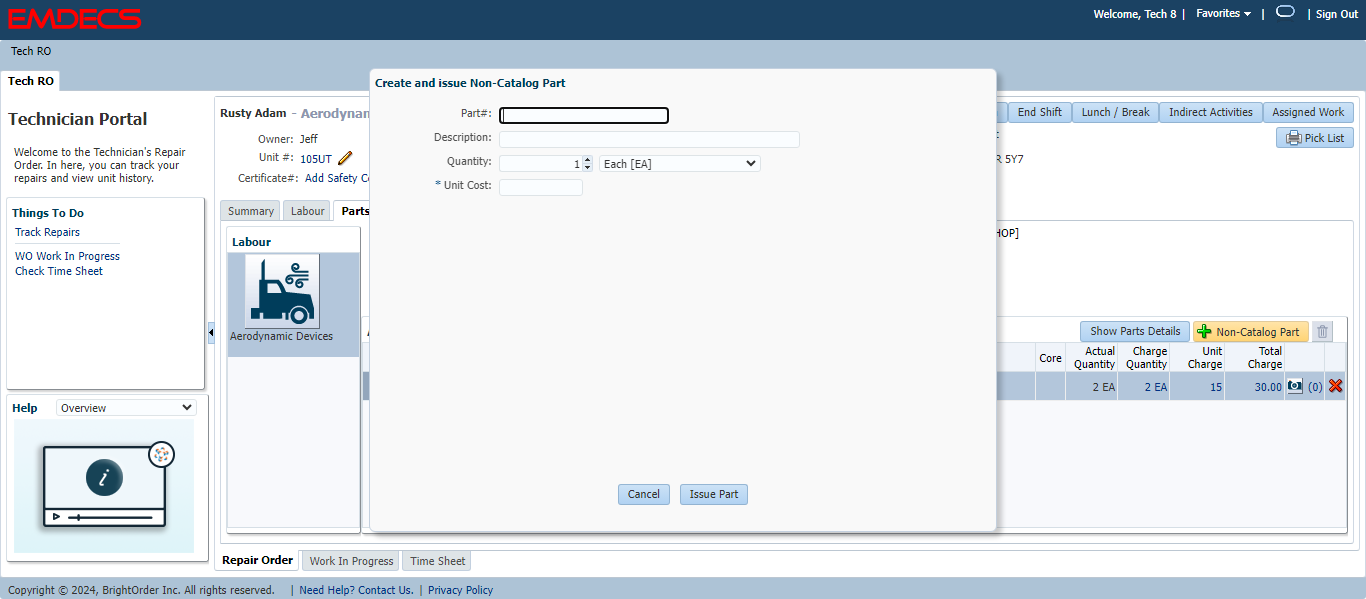 EMDECS
Welcome, Tech 8 | Favorites | | Sign Out
Tech RO
Tech RO
Technician Portal
Welcome to the Technician's Repair
Order. In here, you can track your
repairs and view unit history.
Things To Do
Track Repairs
WO Work In Progress
Check Time Sheet
Help Overview
i
Rusty Adam - Aerodynam
Owner: Jeff
Unit #: 105UT
Certificate#: Add Safety Ce
End Shift Lunch / Break Indirect Activities Assigned Work
Pick List
R 5Y7
Summary Labour Parts
HOP]
Labour
Aerodynamic Devices
Create and issue Non-Catalog Part
Part#:
Description:
Quantity: 1 Each [EA]
* Unit Cost:
Cancel Issue Part
Show Parts Details Non-Catalog Part
Core Actual Quantity Charge Quantity Unit Charge Total Charge
2 EA 2 EA 15 30.00 (0)
Repair Order Work In Progress Time Sheet
Copyright © 2024, BrightOrder Inc. All rights reserved. | Need Help? Contact Us. | Privacy Policy